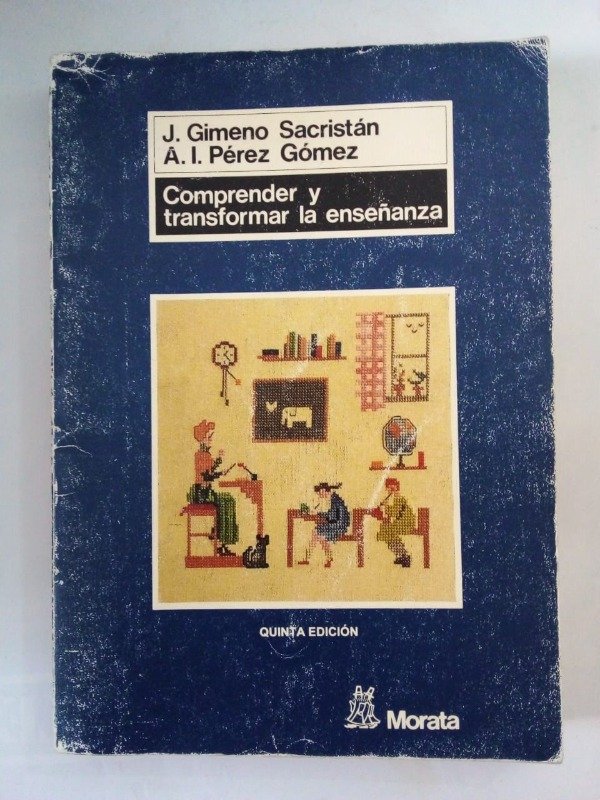 J. Gimeno Sacristán
Á. I. Pérez Gómez
Comprender y
transformar la enseñanza
QUINTA EDICIÓN
Morata